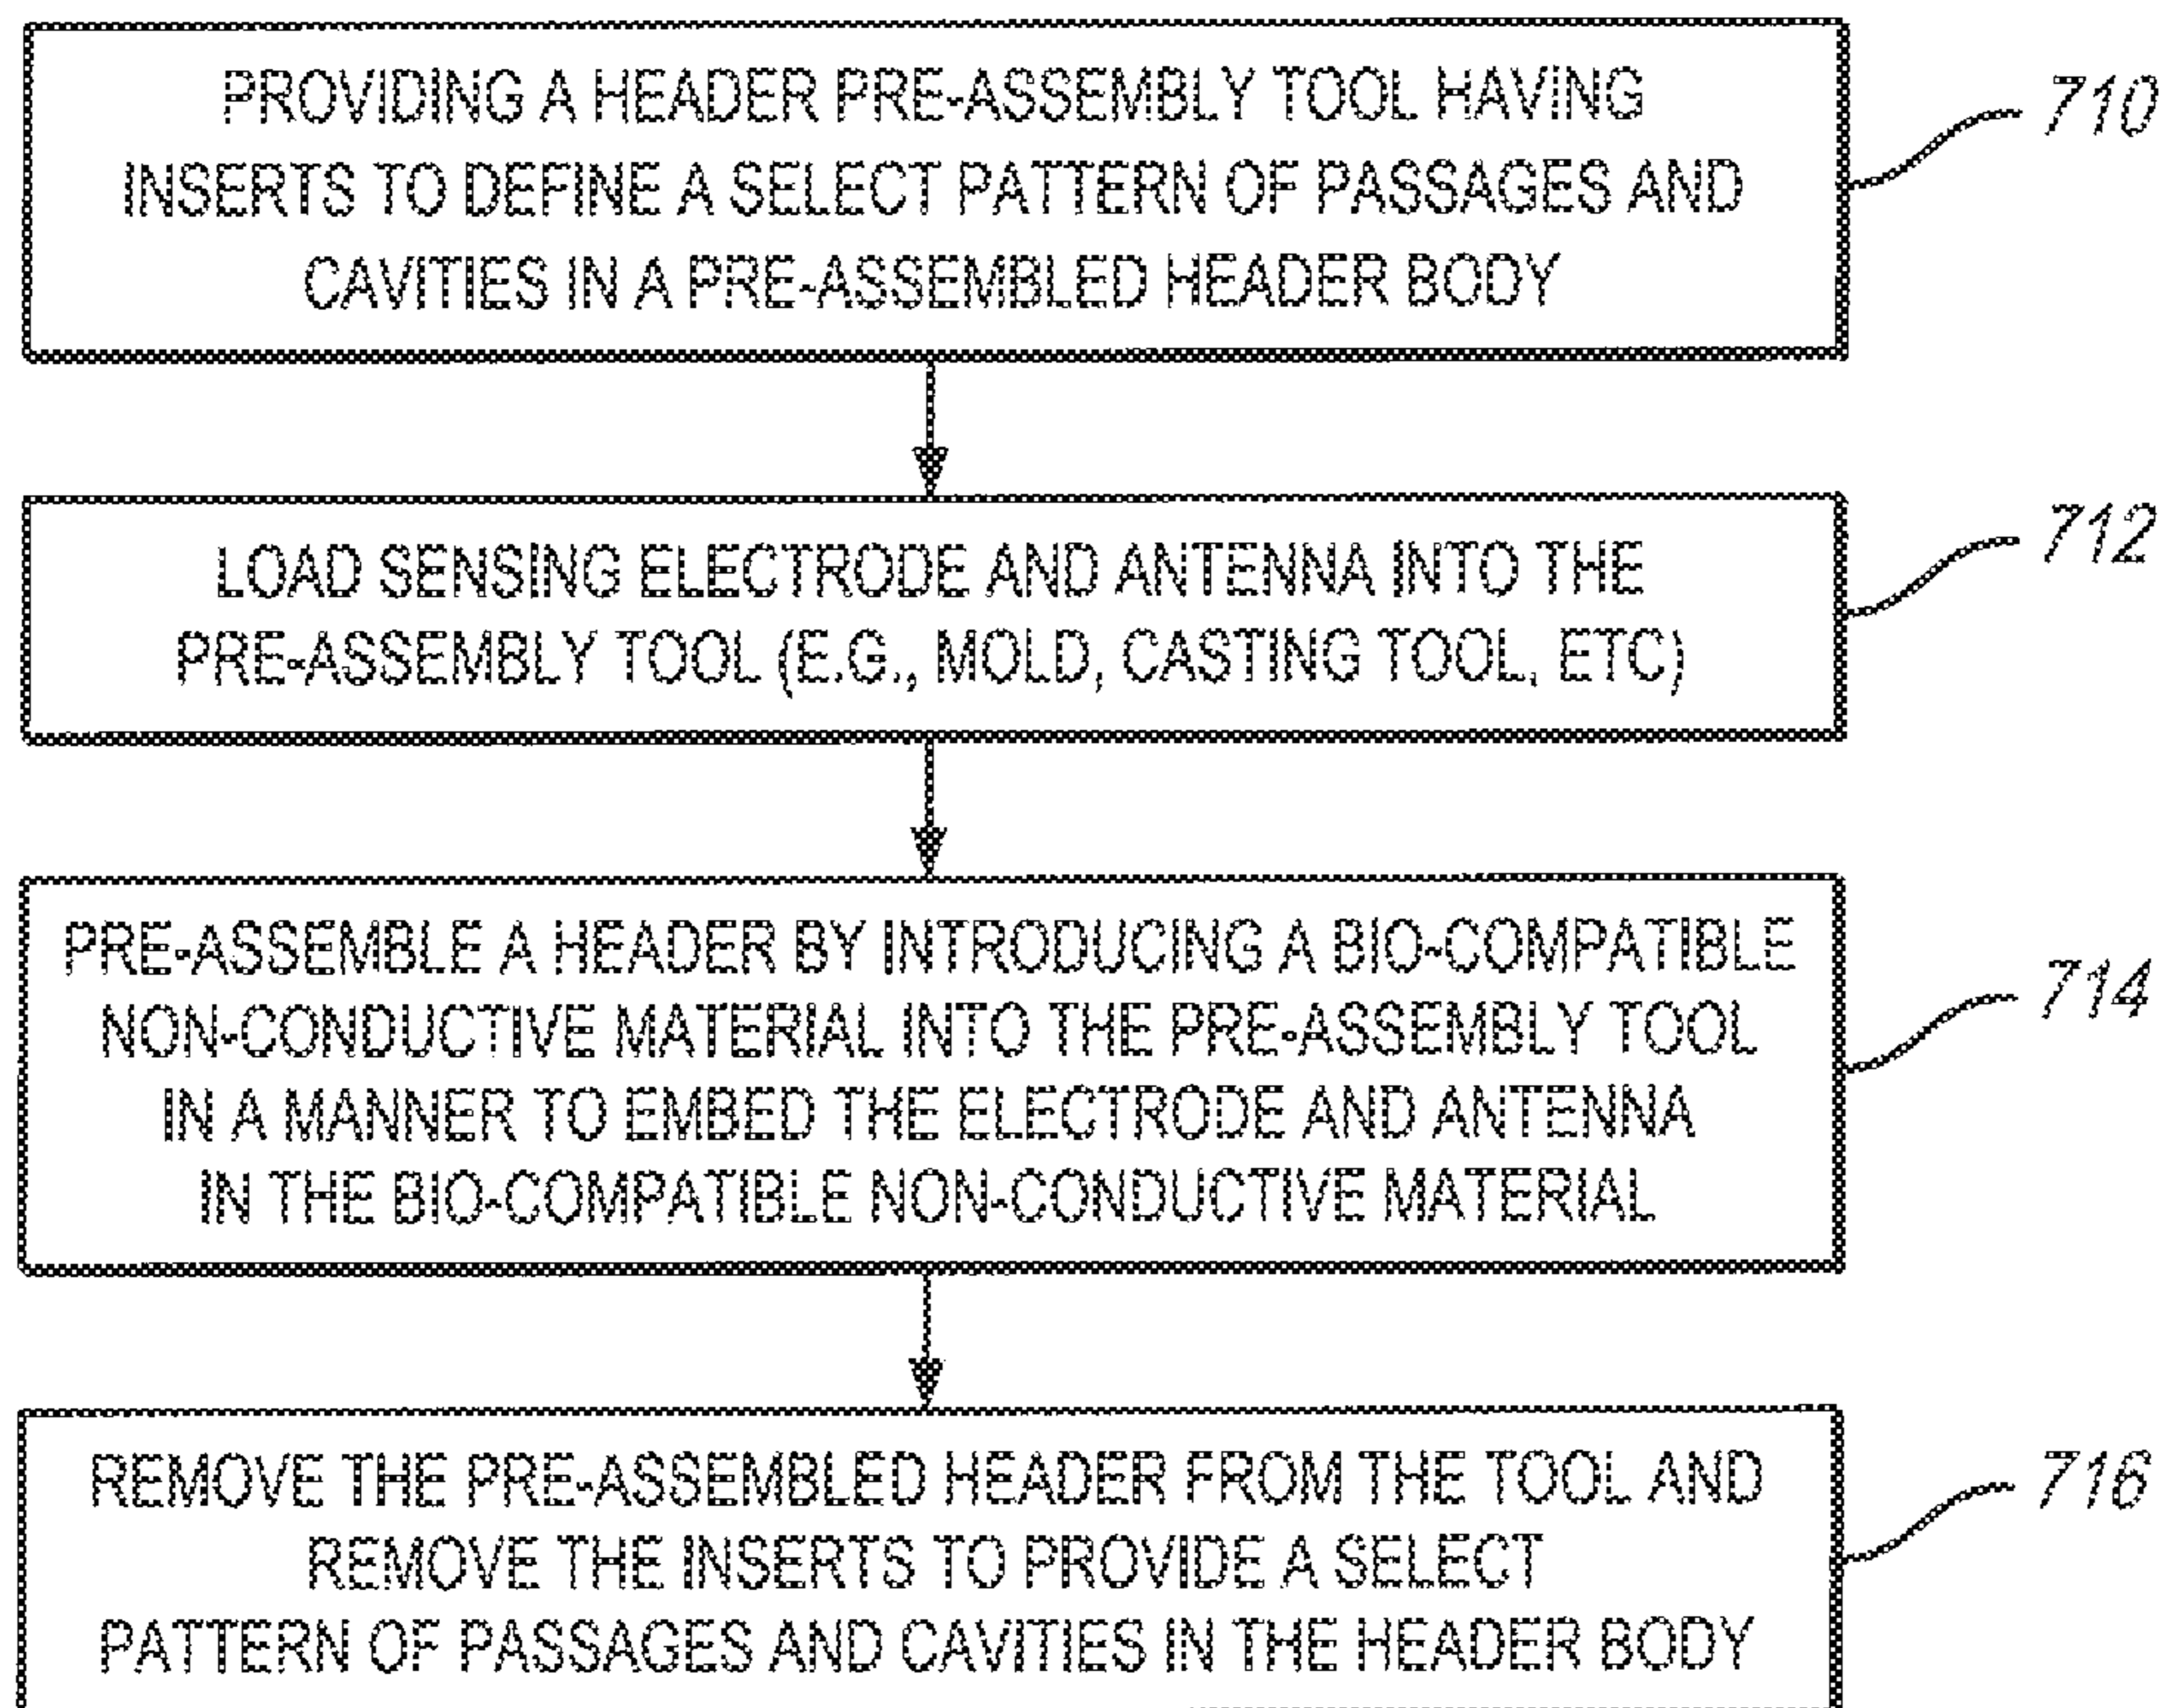 PROVIDING A HEADER PRE-ASSEMBLY TOOL HAVING
INSERTS TO DEFINE A SELECT PATTERN OF PASSAGES AND
CAVITIES IN A PRE-ASSEMBLED HEADER BODY
710
LOAD SENSING ELECTRODE AND ANTENNA INTO THE
PRE-ASSEMBLY TOOL (E.G., MOLD, CASTING TOOL, ETC)
712
PRE-ASSEMBLE A HEADER BY INTRODUCING A BIO-COMPATIBLE
NON-CONDUCTIVE MATERIAL INTO THE PRE-ASSEMBLY TOOL
IN A MANNER TO EMBED THE ELECTRODE AND ANTENNA
IN THE BIO-COMPATIBLE NON-CONDUCTIVE MATERIAL
714
REMOVE THE PRE-ASSEMBLED HEADER FROM THE TOOL AND
REMOVE THE INSERTS TO PROVIDE A SELECT
PATTERN OF PASSAGES AND CAVITIES IN THE HEADER BODY
716